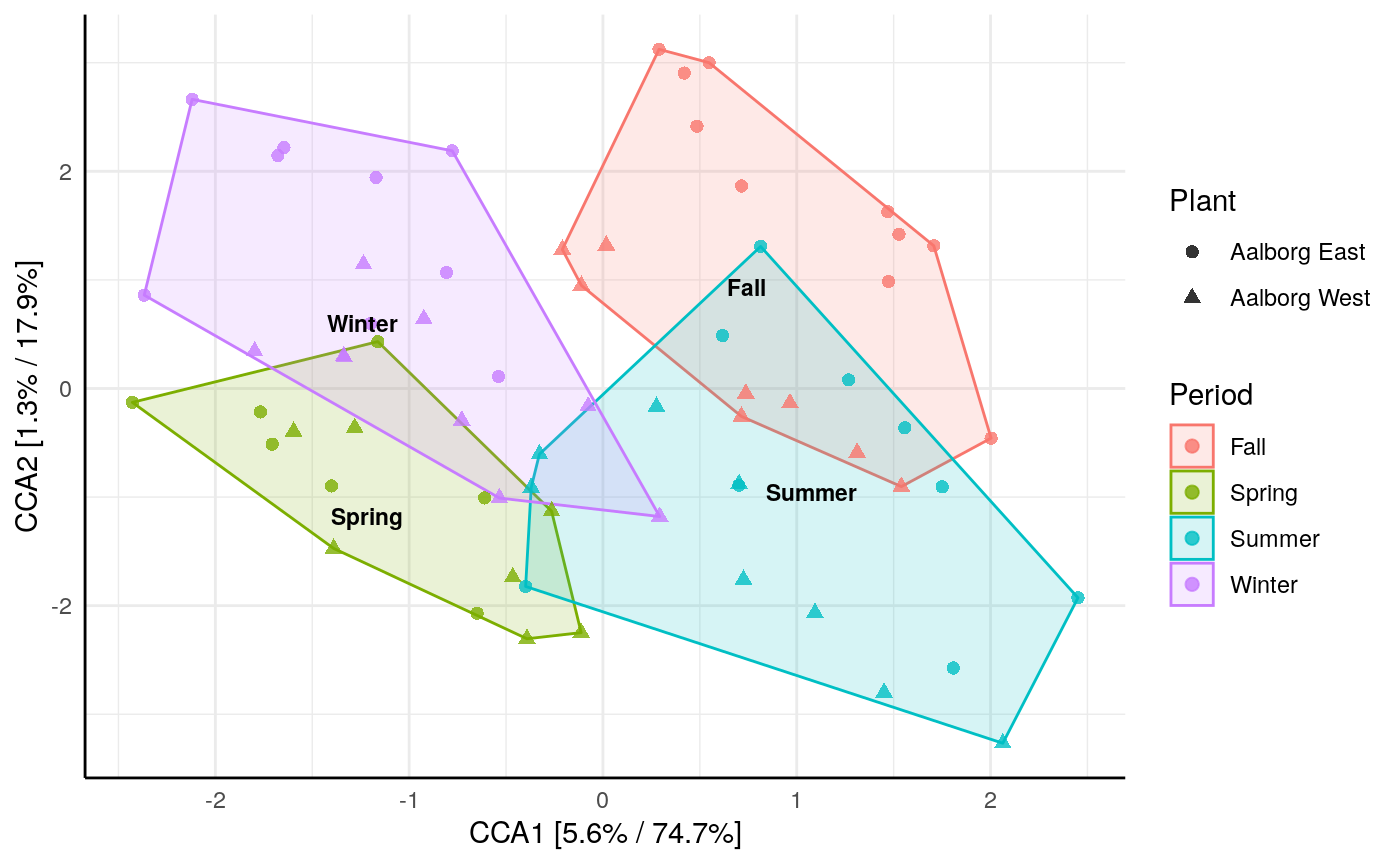 CCA2 [1.3% / 17.9%]
2
0
-2
Winter
Fall
Spring
Summer
-2
-1
0
1
2
CCA1 [5.6% / 74.7%]
Plant
Aalborg East
Aalborg West
Period
Fall
Spring
Summer
Winter